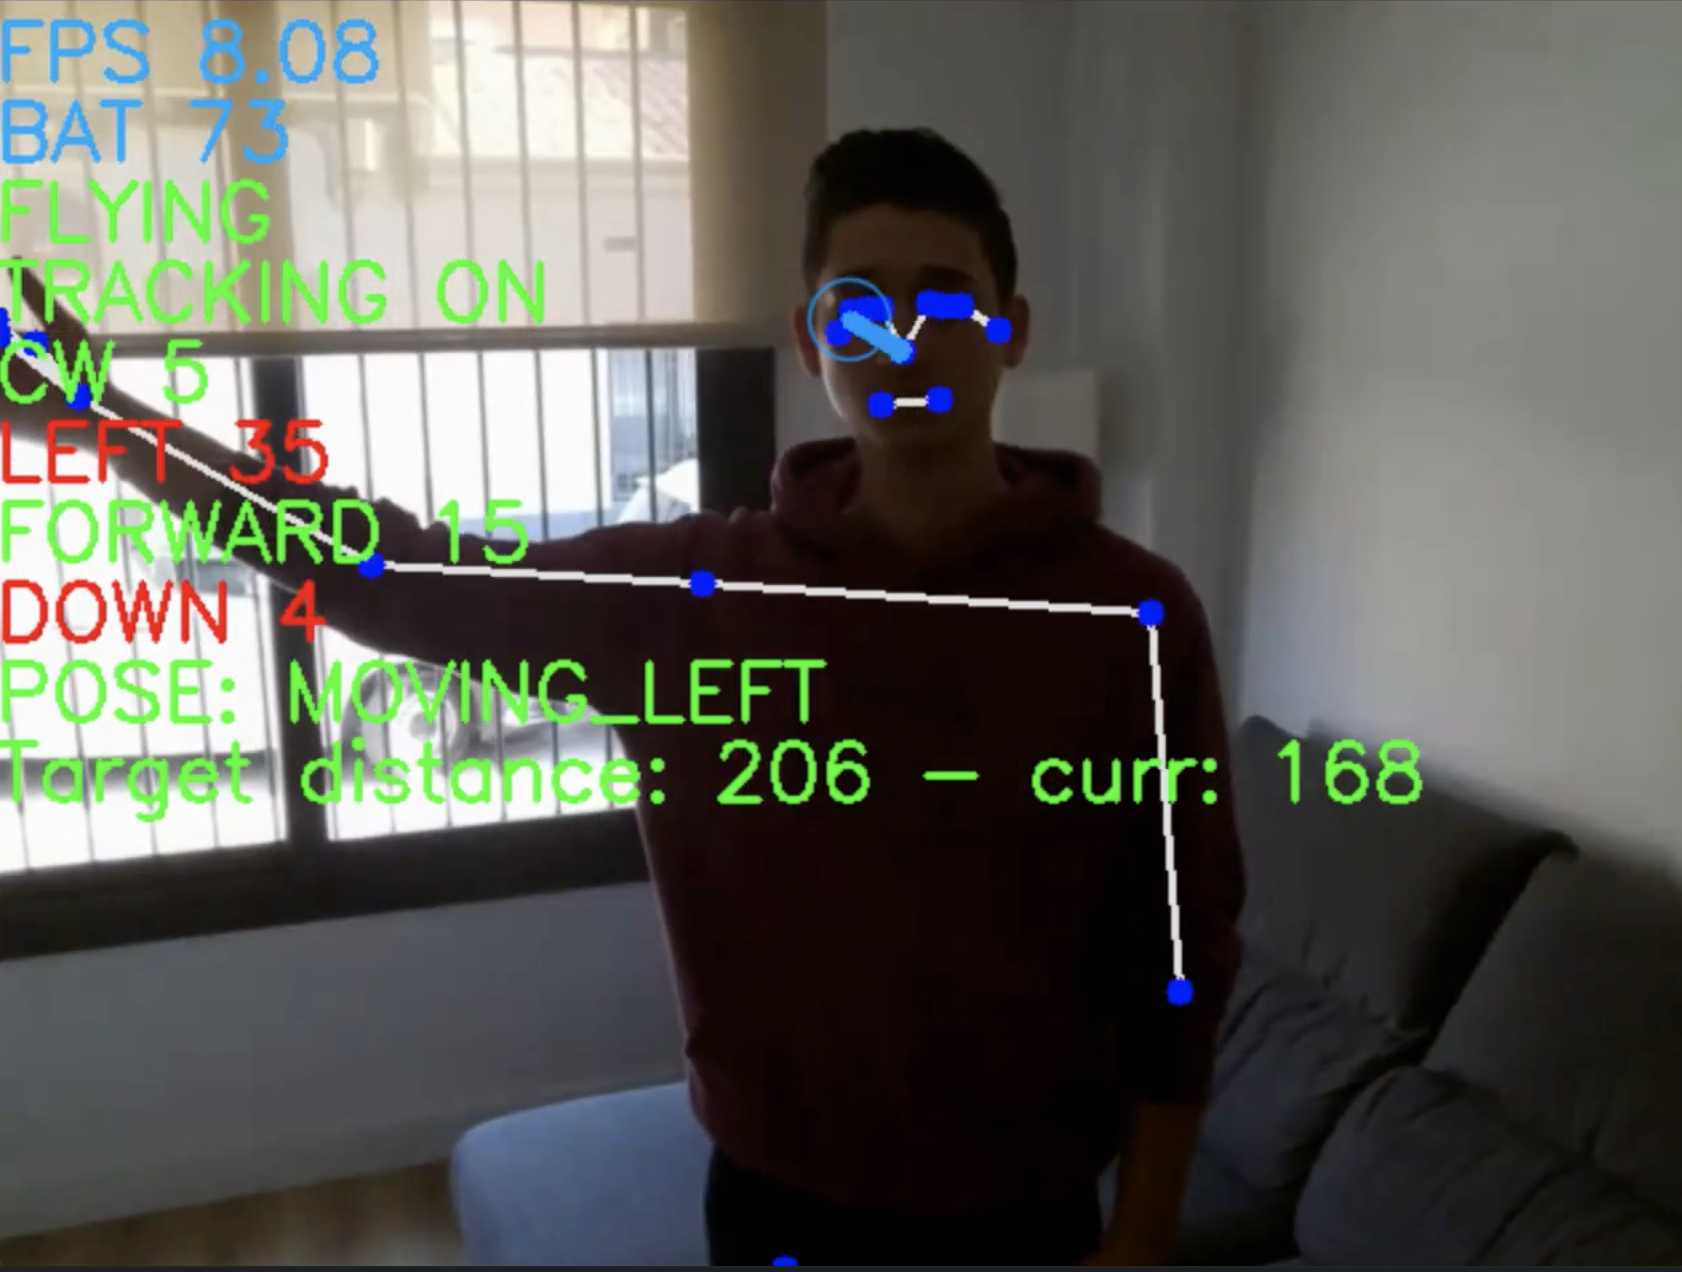 FPS 8.08
BAT 73
FLYING
TRACKING ON
CW 5
LEFT 35
FORWARD 15
DOWN 4
POSE: MOVING_LEFT
Target distance: 206 - curr: 168